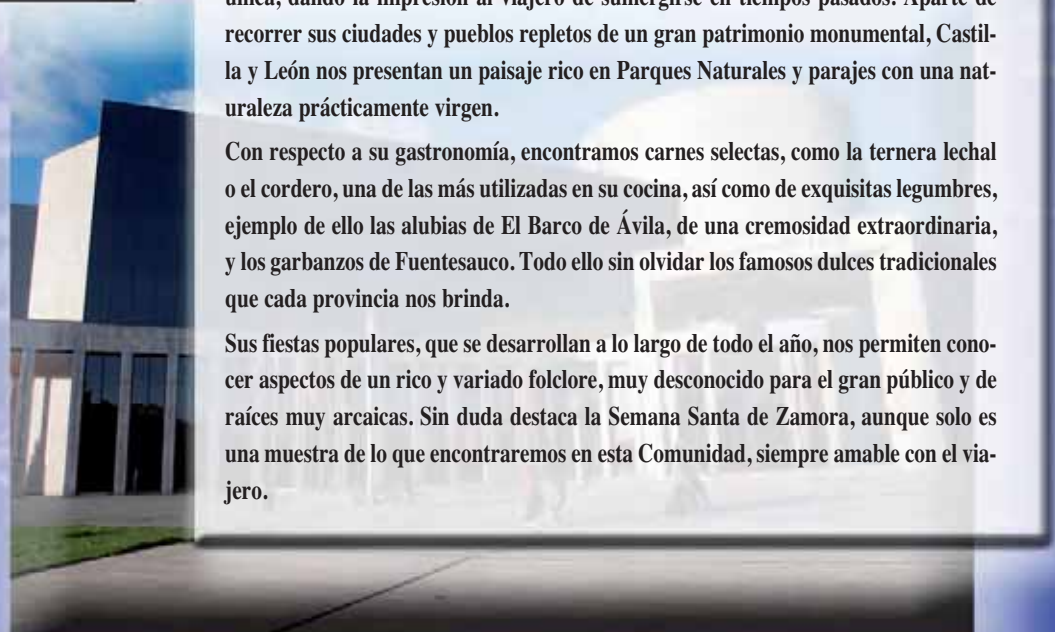 única, dando la impresión al viajero de sumergirse en tiempos pasados. Aparte de
recorrer sus ciudades y pueblos repletos de un gran patrimonio monumental, Castil-
la y León nos presentan un paisaje rico en Parques Naturales y parajes con una nat-
uraleza prácticamente virgen.
Con respecto a su gastronomía, encontramos carnes selectas, como la ternera lechal
o el cordero, una de las más utilizadas en su cocina, así como de exquisitas legumbres,
ejemplo de ello las alubias de El Barco de Ávila, de una cremosidad extraordinaria,
y los garbanzos de Fuentesauco. Todo ello sin olvidar los famosos dulces tradicionales
que cada provincia nos brinda.
Sus fiestas populares, que se desarrollan a lo largo de todo el año, nos permiten cono-
cer aspectos de un rico y variado folclore, muy desconocido para el gran público y de
raíces muy arcaicas. Sin duda destaca la Semana Santa de Zamora, aunque solo es
una muestra de lo que encontraremos en esta Comunidad, siempre amable con el via-
jero.